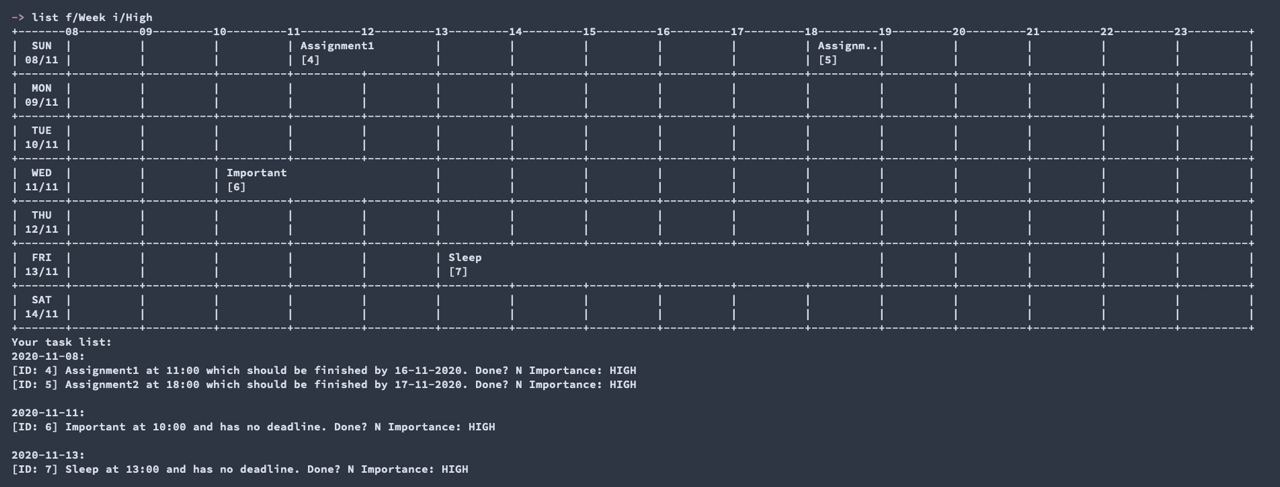 -> list f/Week i/High
+-------08---------09---------10---------11---------12---------13---------14---------15---------16---------17---------18---------19---------20---------21---------22---------23---------+
|  SUN  |          |          | Assignment1         |          |          |          |          |          | Assignm..|          |          |          |          |          |
| 08/11 |          |          | [4]                 |          |          |          |          |          | [5]      |          |          |          |          |          |
+-------+----------+----------+----------+----------+----------+----------+----------+----------+----------+----------+----------+----------+----------+----------+----------+----------+
|  MON  |          |          |          |          |          |          |          |          |          |          |          |          |          |          |          |          |
| 09/11 |          |          |          |          |          |          |          |          |          |          |          |          |          |          |          |          |
+-------+----------+----------+----------+----------+----------+----------+----------+----------+----------+----------+----------+----------+----------+----------+----------+----------+
|  TUE  |          |          |          |          |          |          |          |          |          |          |          |          |          |          |          |          |
| 10/11 |          |          |          |          |          |          |          |          |          |          |          |          |          |          |          |          |
+-------+----------+----------+----------+----------+----------+----------+----------+----------+----------+----------+----------+----------+----------+----------+----------+----------+
|  WED  |          |          | Important                      |          |          |          |          |          |          |          |          |          |          |          |
| 11/11 |          |          | [6]                            |          |          |          |          |          |          |          |          |          |          |          |
+-------+----------+----------+----------+----------+----------+----------+----------+----------+----------+----------+----------+----------+----------+----------+----------+----------+
|  THU  |          |          |          |          |          |          |          |          |          |          |          |          |          |          |          |          |
| 12/11 |          |          |          |          |          |          |          |          |          |          |          |          |          |          |          |          |
+-------+----------+----------+----------+----------+----------+----------+----------+----------+----------+----------+----------+----------+----------+----------+----------+----------+
|  FRI  |          |          |          |          |          | Sleep                                                           |          |          |          |          |          |
| 13/11 |          |          |          |          |          | [7]                                                             |          |          |          |          |          |
+-------+----------+----------+----------+----------+----------+----------+----------+----------+----------+----------+----------+----------+----------+----------+----------+----------+
|  SAT  |          |          |          |          |          |          |          |          |          |          |          |          |          |          |          |          |
| 14/11 |          |          |          |          |          |          |          |          |          |          |          |          |          |          |          |          |
+-------+----------+----------+----------+----------+----------+----------+----------+----------+----------+----------+----------+----------+----------+----------+----------+----------+
Your task list:
2020-11-08:
[ID: 4] Assignment1 at 11:00 which should be finished by 16-11-2020. Done? N Importance: HIGH
[ID: 5] Assignment2 at 18:00 which should be finished by 17-11-2020. Done? N Importance: HIGH

2020-11-11:
[ID: 6] Important at 10:00 and has no deadline. Done? N Importance: HIGH

2020-11-13:
[ID: 7] Sleep at 13:00 and has no deadline. Done? N Importance: HIGH